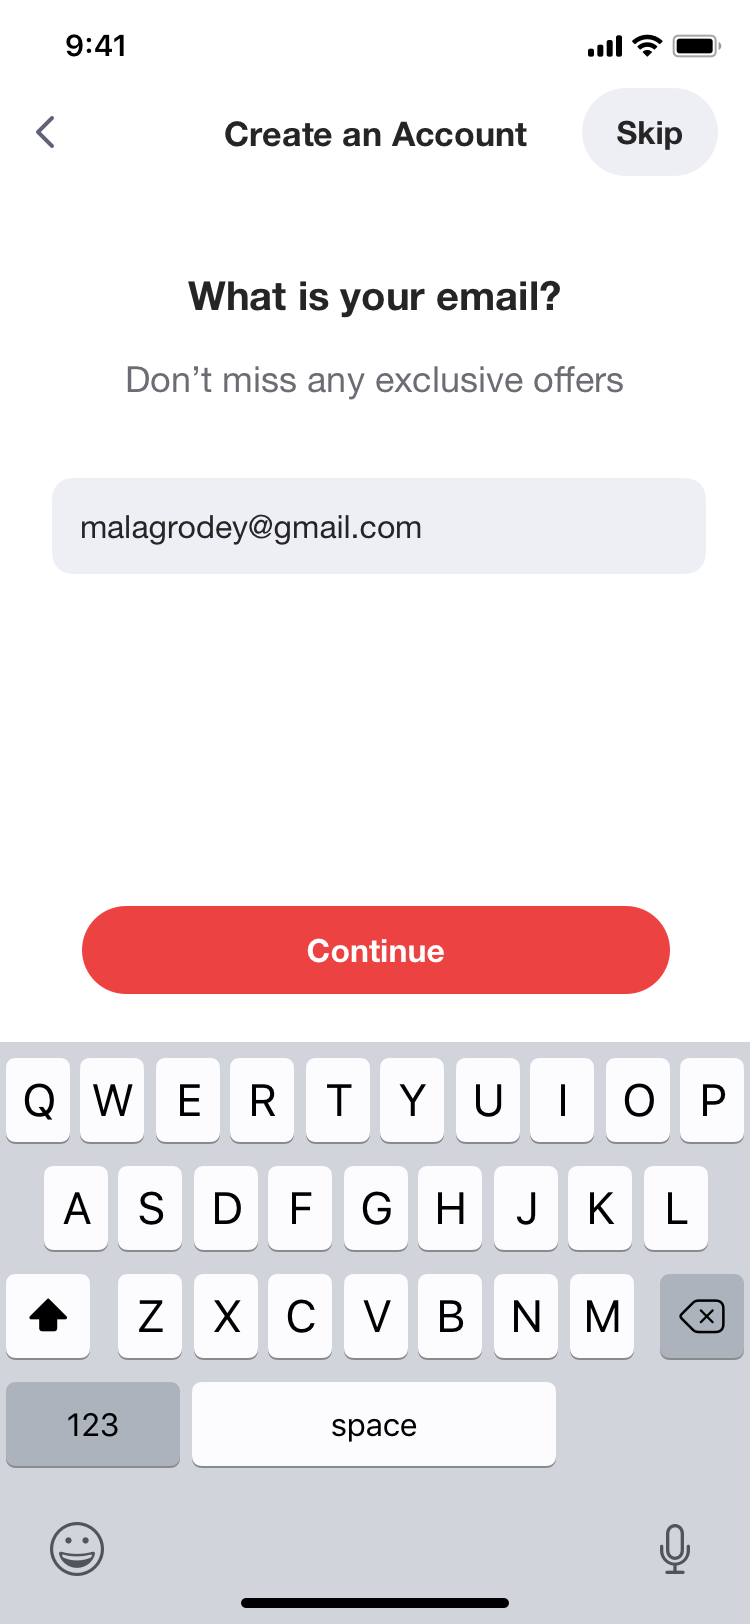 9:41
Create an Account
Skip
What is your email?
Don’t miss any exclusive offers
malagrodey@gmail.com
Continue
Q W E R T Y U I O P
A S D F G H J K L
Z X C V B N M
123 space